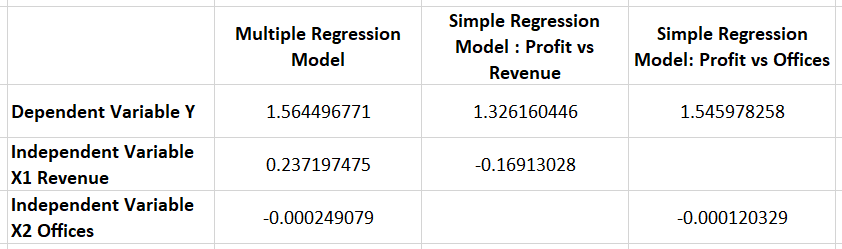 Multiple Regression
Model
Simple Regression
Model : Profit vs
Revenue
Simple Regression
Model: Profit vs Offices
Dependent Variable Y
1.564496771
1.326160446
1.545978258
Independent Variable
X1 Revenue
0.237197475
-0.16913028
Independent Variable
X2 Offices
-0.000249079
-0.000120329